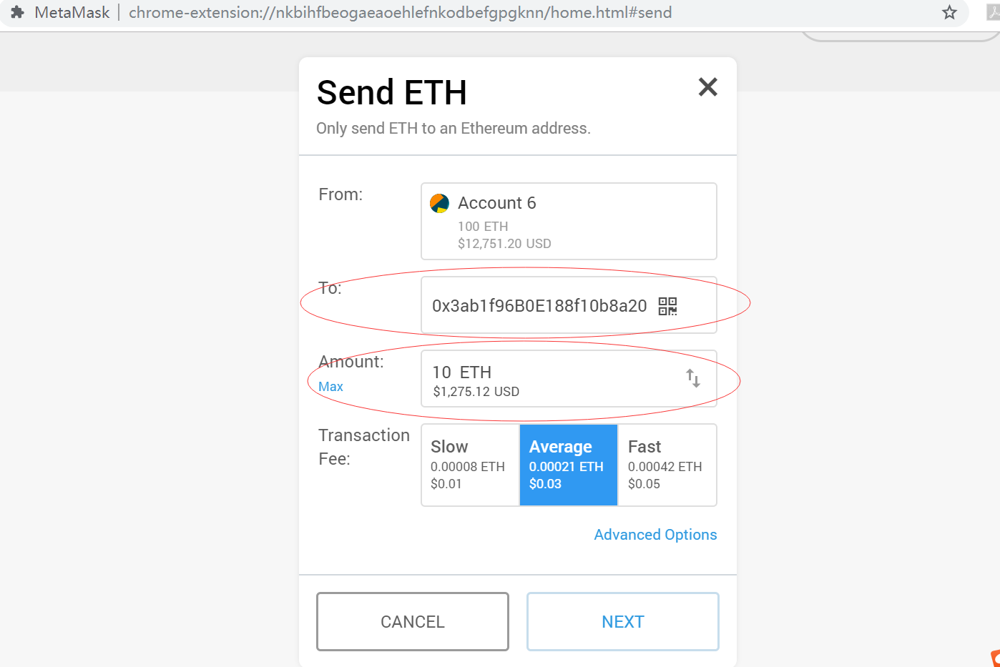 MetaMask | chrome-extension://nkbihfbeogaeaoehlefnkodbefgpgknn/home.html#send
Send ETH
Only send ETH to an Ethereum address.
From:
Account 6
100 ETH
$12,751.20 USD
To:
0x3ab1f96B0E188f10b8a20
Amount:
Max
10 ETH
$1,275.12 USD
Transaction
Fee:
Slow
0.00008 ETH
$0.01
Average
0.00021 ETH
$0.03
Fast
0.00042 ETH
$0.05
Advanced Options
CANCEL
NEXT